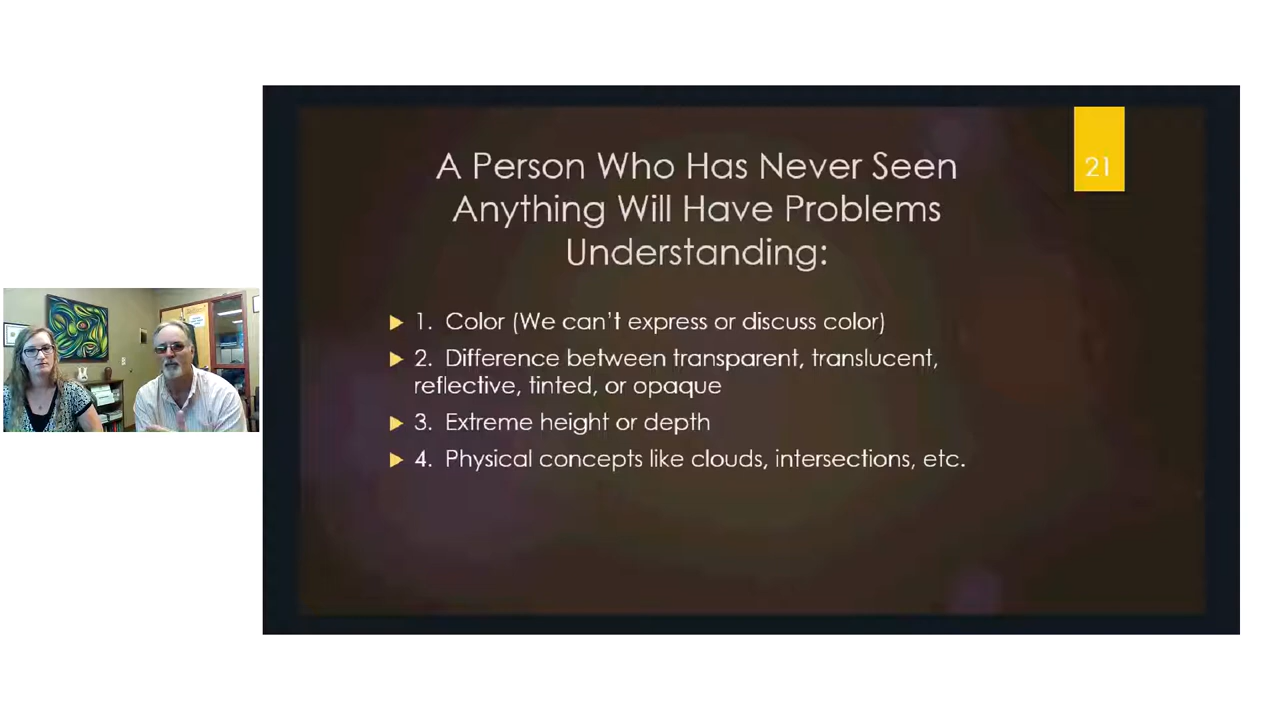 A Person Who Has Never Seen
Anything Will Have Problems
Understanding:
21
1. Color (We can't express or discuss color)
2. Difference between transparent, translucent,
reflective, tinted, or opaque
3. Extreme height or depth
4. Physical concepts like clouds, intersections, etc.